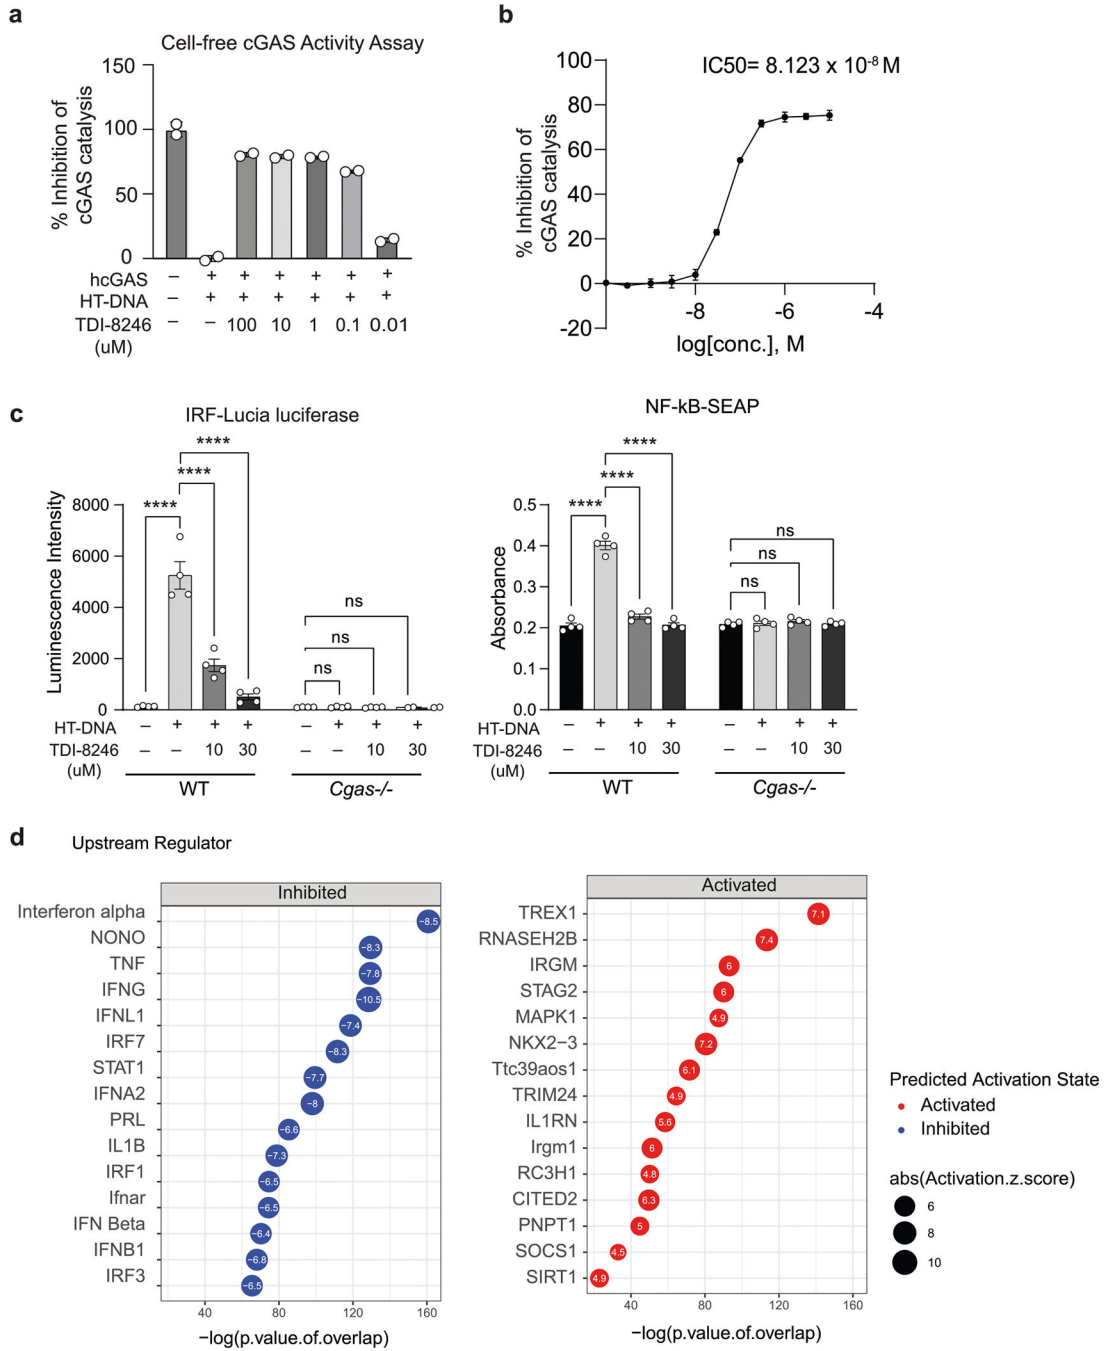 a
Cell-free cGAS Activity Assay
% Inhibition of
cGAS catalysis
150
100
50
0
hcGAS – + + + + + +
HT-DNA – + + + + + +
TDI-8246 – – 100 10 1 0.1 0.01
(uM)
b
IC50= 8.123 x 10-8 M
% Inhibition of
cGAS catalysis
100
80
60
40
20
0
-20
-8 -6 -4
log[conc.], M
c
IRF-Lucia luciferase
Luminescence Intensity
8000
6000
4000
2000
0
****
****
****
ns
ns
ns
HT-DNA – + + + – + + +
TDI-8246 – – 10 30 – – 10 30
(uM)
WT Cgas-/-
NF-kB-SEAP
Absorbance
0.5
0.4
0.3
0.2
0.1
0.0
****
****
****
ns
ns
ns
HT-DNA – + + + – + + +
TDI-8246 – – 10 30 – – 10 30
(uM)
WT Cgas-/-
d
Upstream Regulator
Inhibited
Interferon alpha −8.5
NONO −8.3
TNF −7.8
IFNG −10.5
IFNL1 −7.4
IRF7 −8.3
STAT1 −7.7
IFNA2 −8
PRL −6.6
IL1B −7.3
IRF1 −6.5
Ifnar −6.5
IFN Beta −6.4
IFNB1 −6.8
IRF3 −6.5
40 80 120 160
−log(p.value.of.overlap)
Activated
TREX1 7.1
RNASEH2B 7.4
IRGM 6
STAG2 6
MAPK1 4.9
NKX2−3 7.2
Ttc39aos1 6.1
TRIM24 4.9
IL1RN 5.6
Irgm1 6
RC3H1 4.8
CITED2 6.3
PNPT1 5
SOCS1 4.5
SIRT1 4.9
40 80 120 160
−log(p.value.of.overlap)
Predicted Activation State
Activated
Inhibited
abs(Activation.z.score)
6
8
10